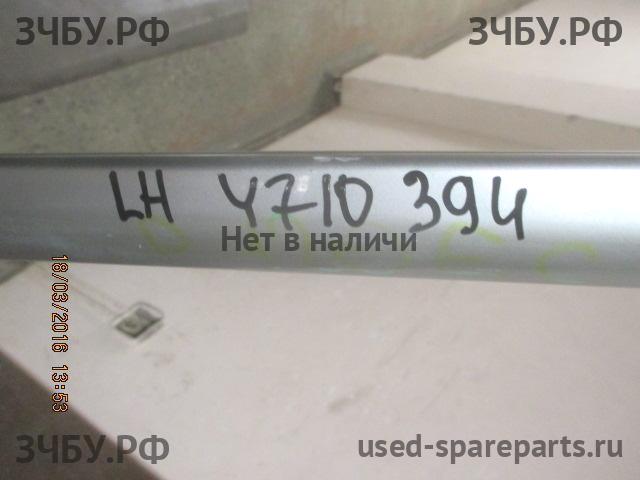 ЗЧБУ.РФ
ЗЧБУ.РФ
LH 4710 394
Нет в наличи
18/03/2016 13:53
ЗЧБУ.РФ
used-spareparts.ru